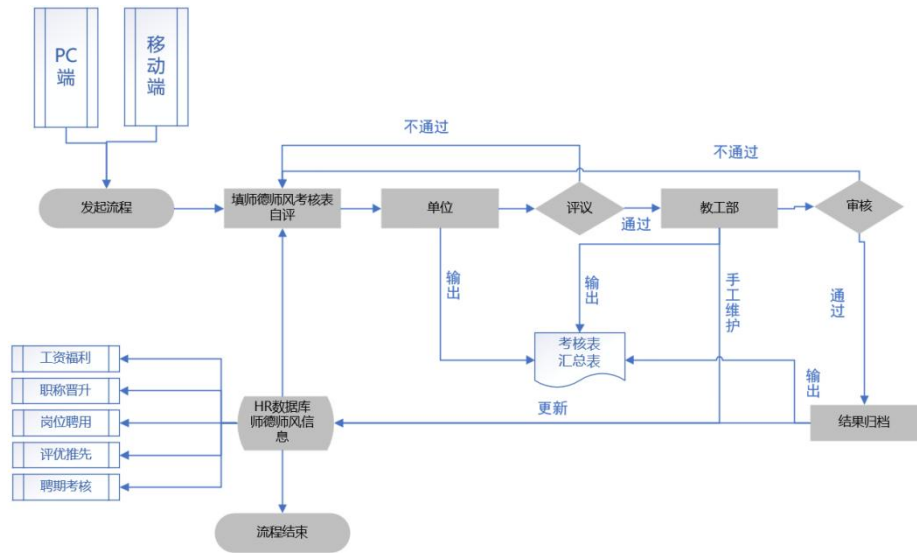 PC
端
移
动
端
不通过
不通过
发起流程
填师德师风考核表
自评
单位
评议
通过
教工部
审核
输
出
输
出
手
工
维
护
通
过
考核表
汇总表
输
出
工资福利
职称晋升
岗位聘用
评优推先
聘期考核
HR数据库
师德师风信
息
更新
结果归档
流程结束